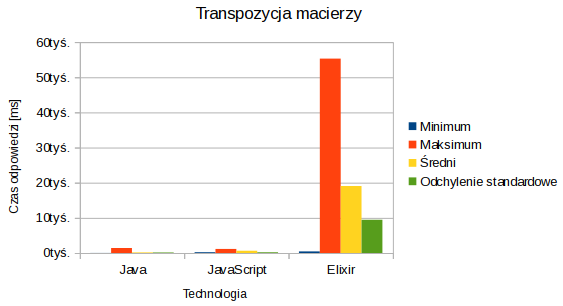 Transpozycja macierzy
Czas odpowiedzi [ms]
60tyś.
50tyś.
40tyś.
30tyś.
20tyś.
10tyś.
0tyś.
Java
JavaScript
Elixir
Technologia
Minimum
Maksimum
Średni
Odchylenie standardowe